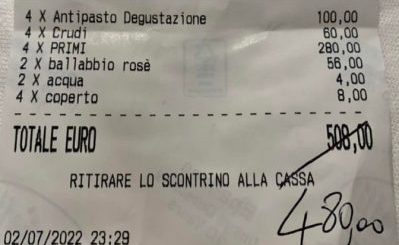 4 X Antipasto Degustazione 100,00
4 X Crudi 60,00
4 X PRIMI 280,00
2 X ballabbio rosè 56,00
2 X acqua 4,00
4 X coperto 8,00
TOTALE EURO 508,00
RITIRARE LO SCONTRINO ALLA CASSA
480,00
02/07/2022 23:29